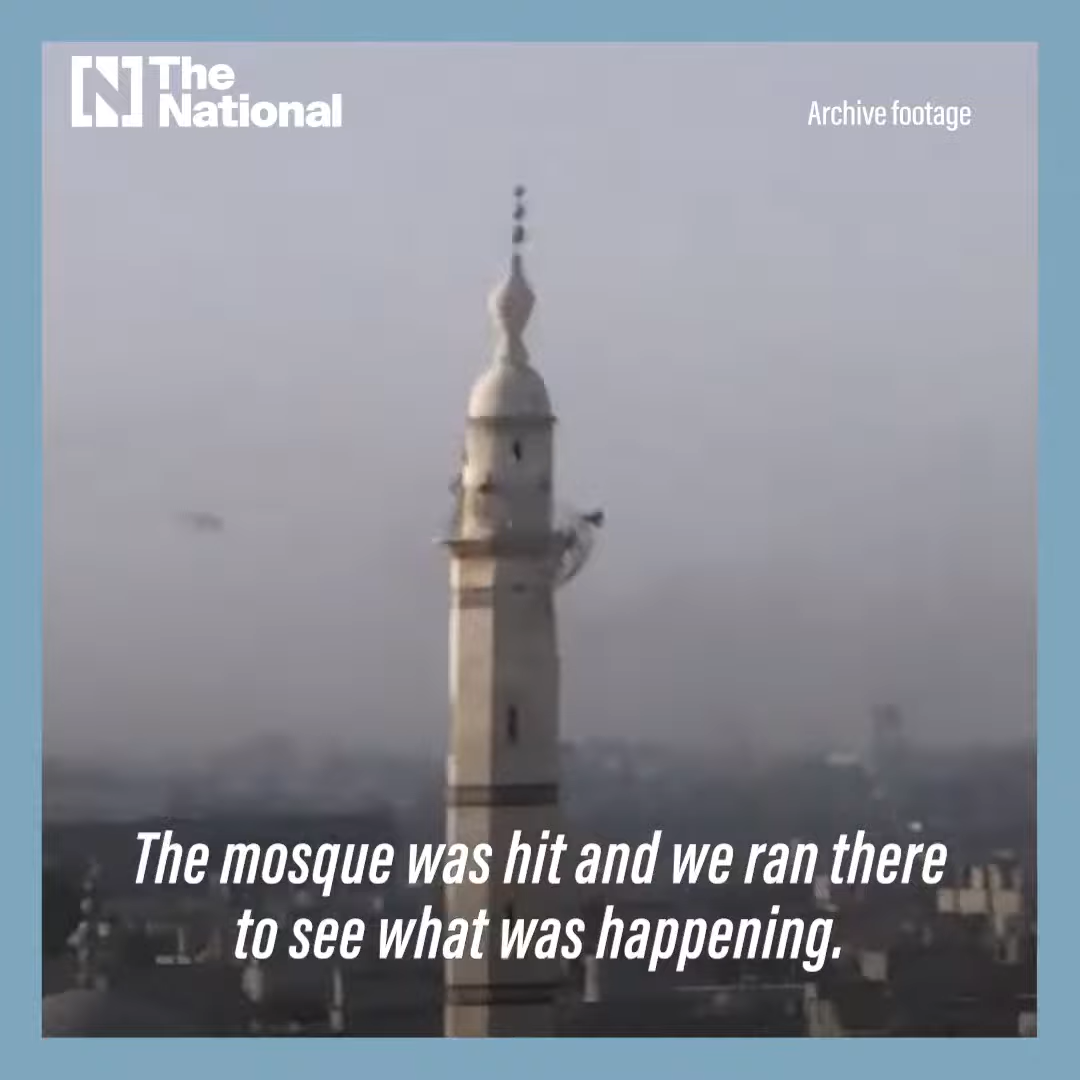 The
National
Archive footage
The mosque was hit and we ran there
to see what was happening.